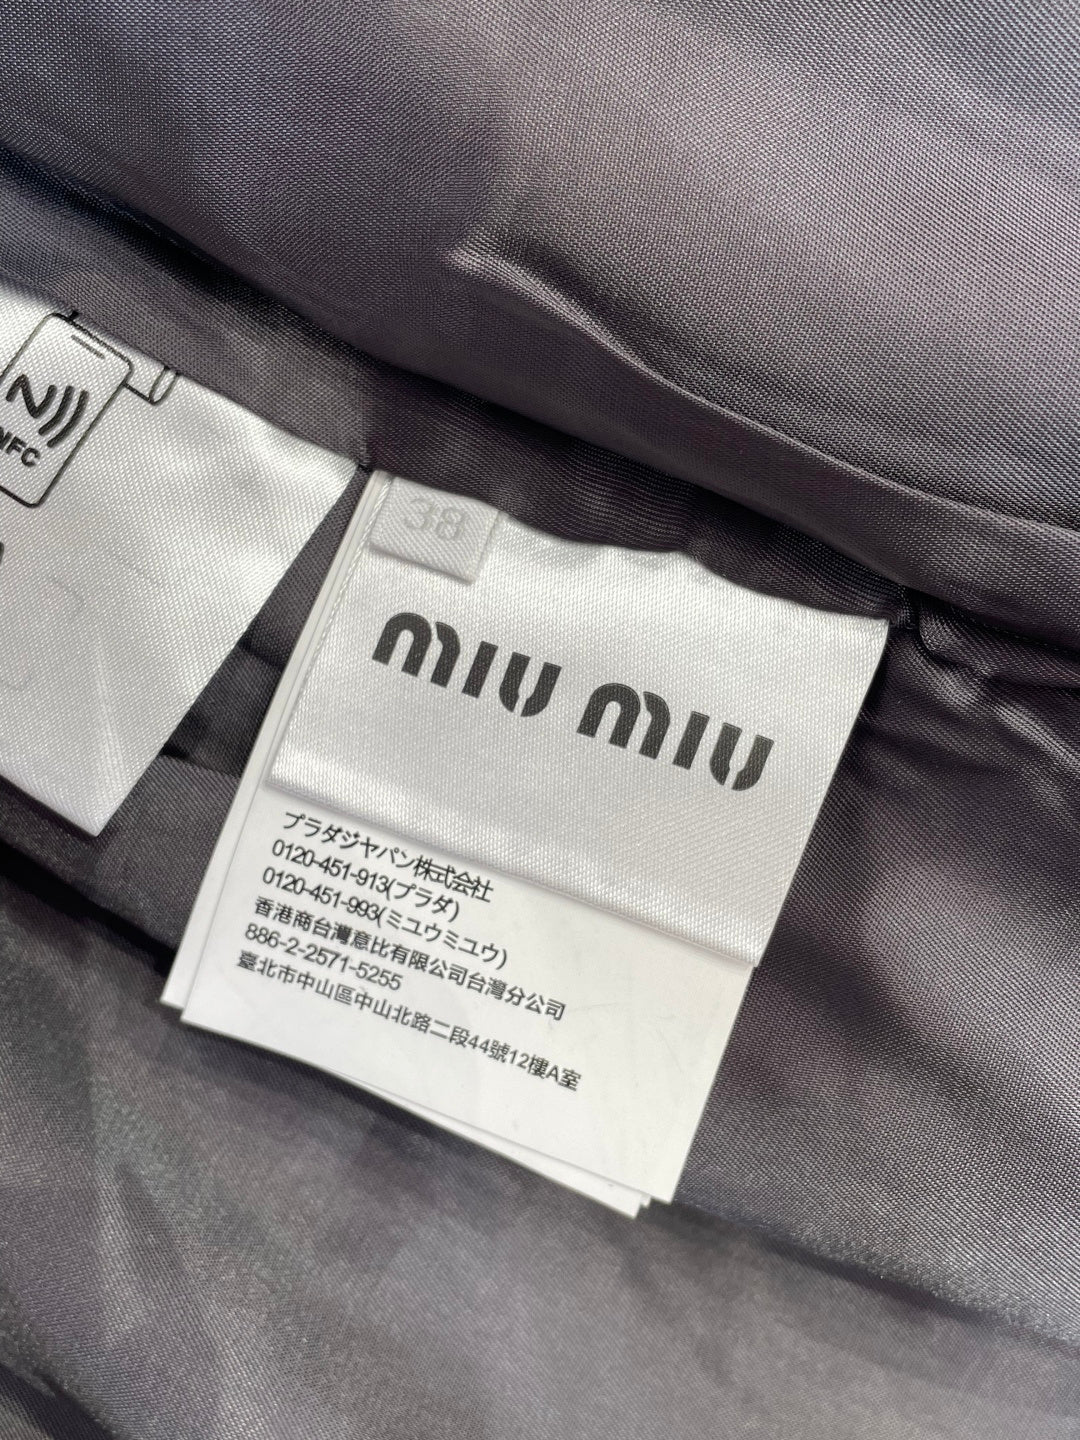 NFC
38
miu miu
プラダジャパン株式会社
0120-451-913(プラダ)
0120-451-993(ミユウミユウ)
香港商台灣意比有限公司台灣分公司
886-2-2571-5255
臺北市中山區中山北路二段44號12樓A室